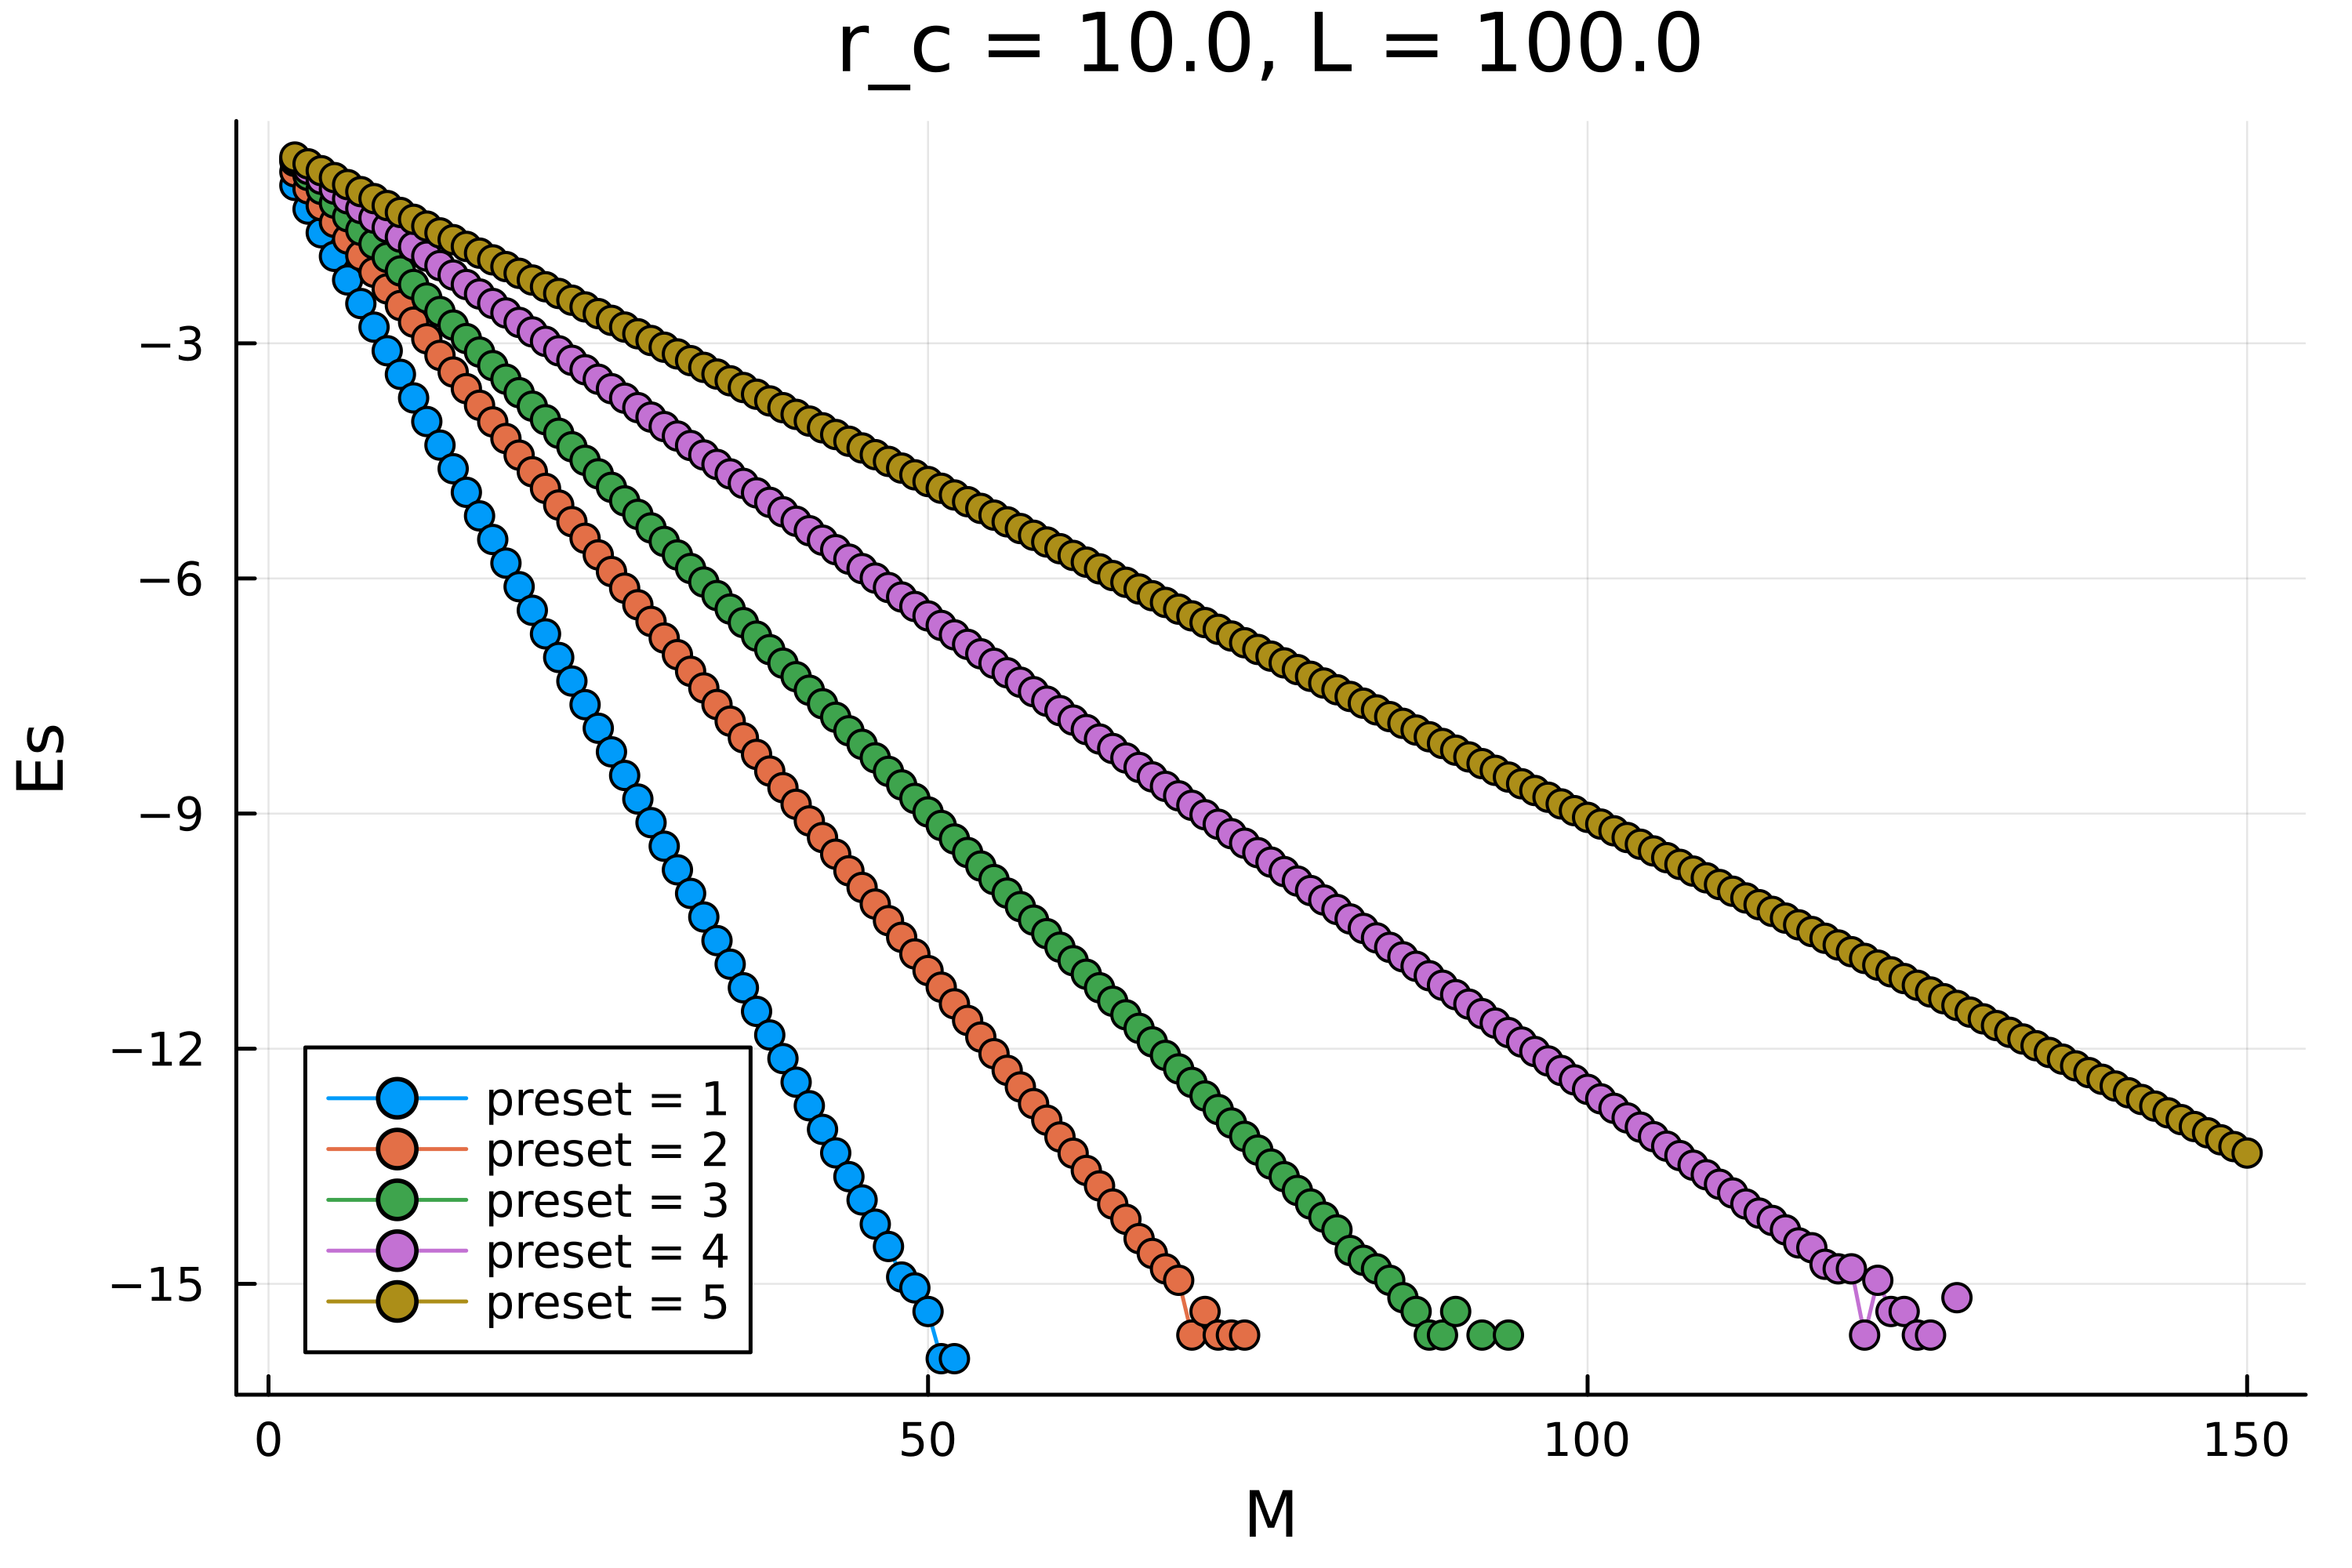 r_c = 10.0, L = 100.0
Es
−3
−6
−9
−12
−15
preset = 1
preset = 2
preset = 3
preset = 4
preset = 5
0 50 100 150
M